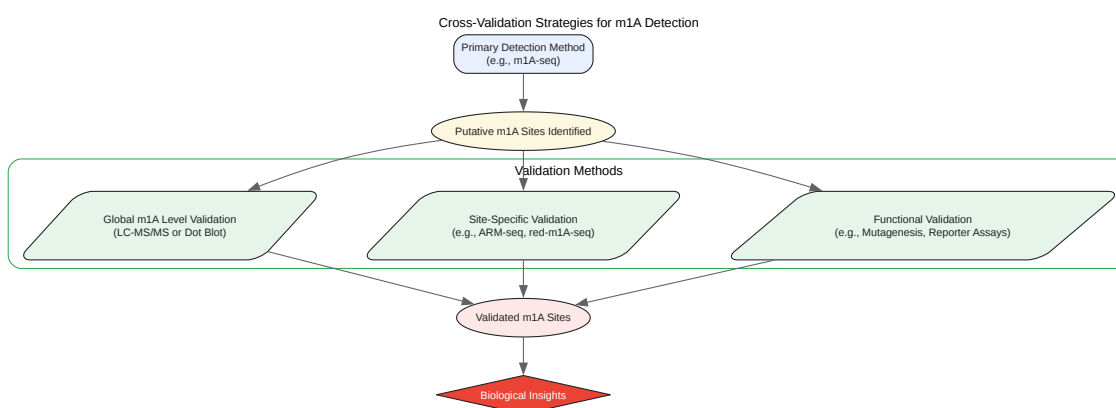 Cross-Validation Strategies for m1A Detection
Primary Detection Method
(e.g., m1A-seq)
Putative m1A Sites Identified
Validation Methods
Global m1A Level Validation
(LC-MS/MS or Dot Blot)
Site-Specific Validation
(e.g., ARM-seq, red-m1A-seq)
Functional Validation
(e.g., Mutagenesis, Reporter Assays)
Validated m1A Sites
Biological Insights